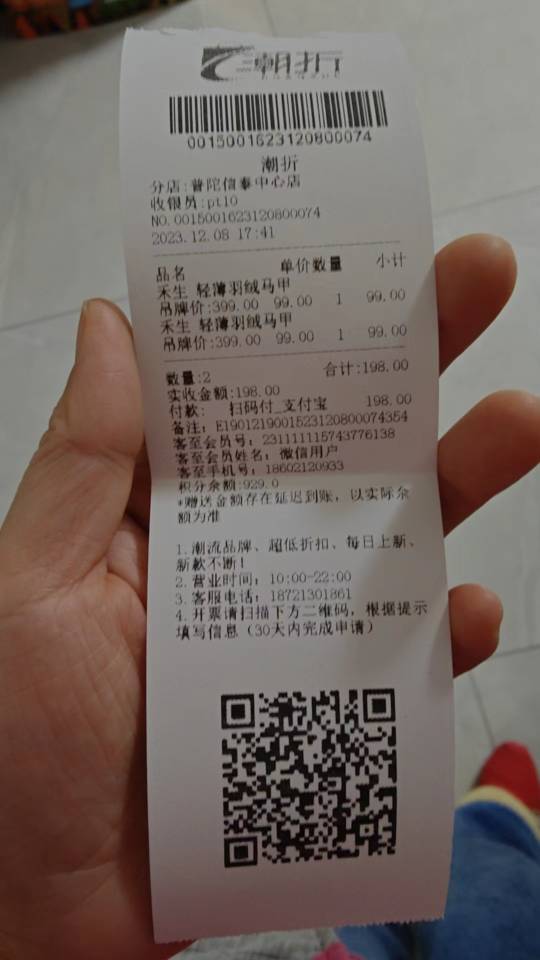 潮折
0015001623120800074
潮折
分店:普陀信泰中心店
收银员:pt10
NO.0015001623120800074
2023.12.08 17:41
品名 单价数量 小计
禾生 轻薄羽绒马甲
吊牌价:399.00 99.00 1 99.00
禾生 轻薄羽绒马甲
吊牌价:399.00 99.00 1 99.00
数量:2 合计:198.00
实收金额:198.00
付款: 扫码付_支付宝 198.00
备注: E19012190015231208000743​54
客至会员号: 231111115743776138
客至会员姓名: 微信用户
客至手机号: 18602120933
积分余额:929.0
*赠送金额存在延迟到账，以实际余
额为准
1.潮流品牌、超低折扣、每日上新、
新款不断!
2.营业时间: 10:00-22:00
3.客服电话: 18721301861
4.开票请扫描下方二维码，根据提示
填写信息（30天内完成申请）